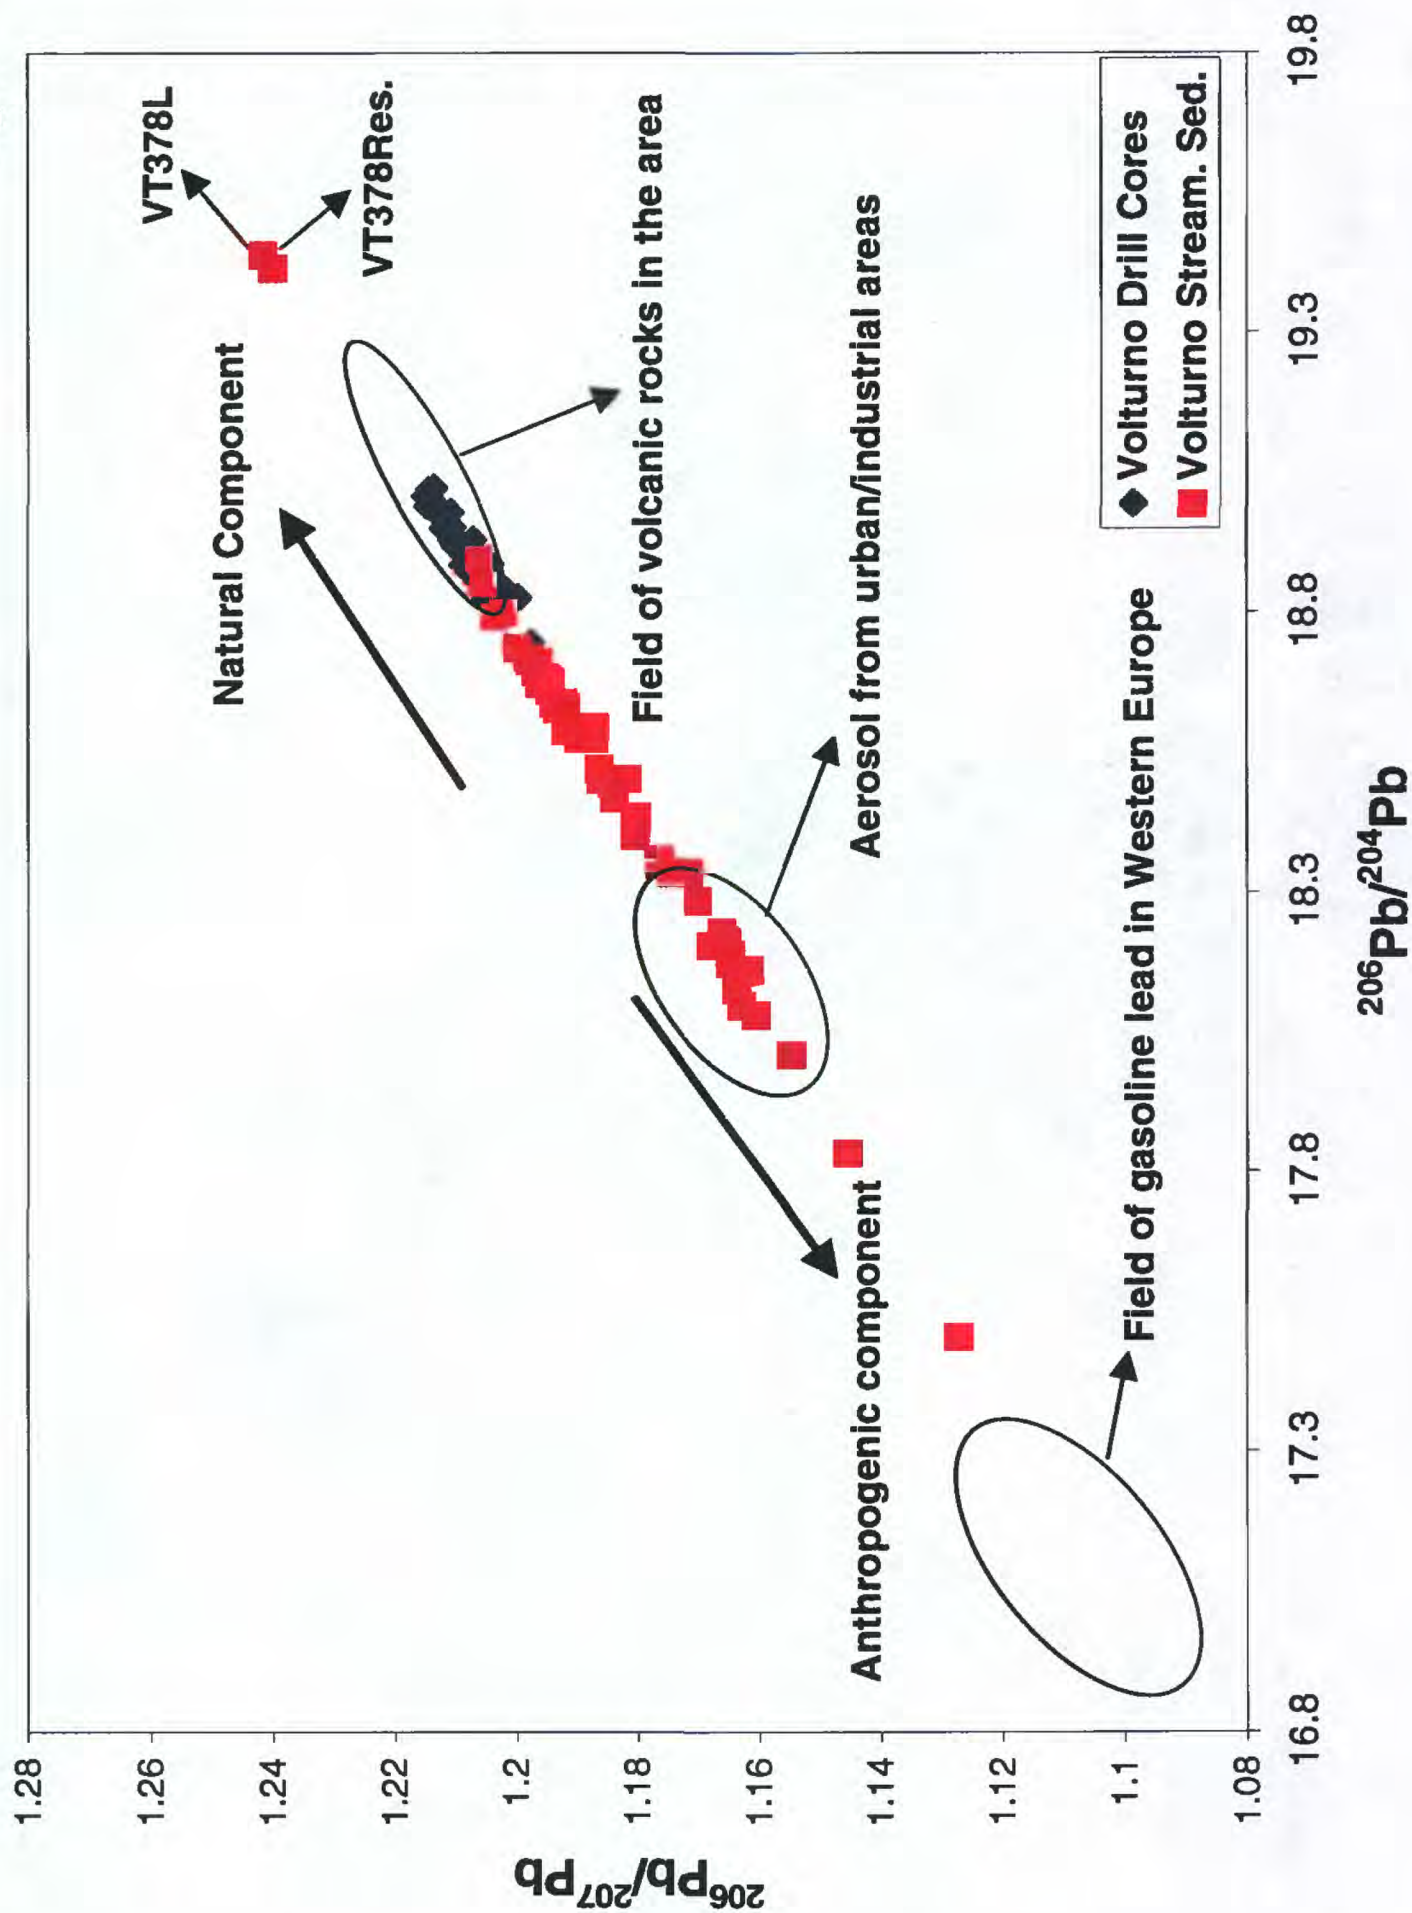 1.28
1.26
1.24
1.22
1.2
1.18
1.16
1.14
1.12
1.1
1.08
²⁰⁶Pb/²⁰⁷Pb
VT378L
VT378Res.
Natural Component
Field of volcanic rocks in the area
Aerosol from urban/industrial areas
Anthropogenic component
Field of gasoline lead in Western Europe
Volturno Drill Cores
Volturno Stream. Sed.
16.8
17.3
17.8
18.3
18.8
19.3
19.8
²⁰⁶Pb/²⁰⁴Pb